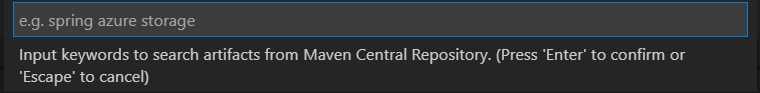 e.g. spring azure storage
Input keywords to search artifacts from Maven Central Repository. (Press 'Enter' to confirm or
'Escape' to cancel)